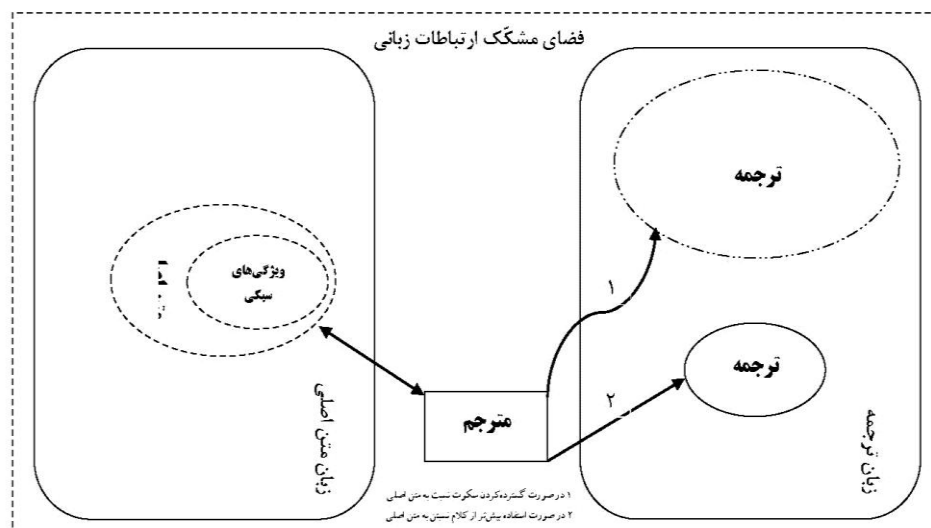 فضای مشکّک ارتباطات زبانی
ترجمه
ویژگی‌های
سبکی
۱
ترجمه
۲
مترجم
زبان متن اصلی
زبان ترجمه
۱ در صورت گسترده‌کردن سکوت نسبت به متن اصلی
۲ در صورت استفاده بیش‌تر از کلام نسبتن به متن اصلی